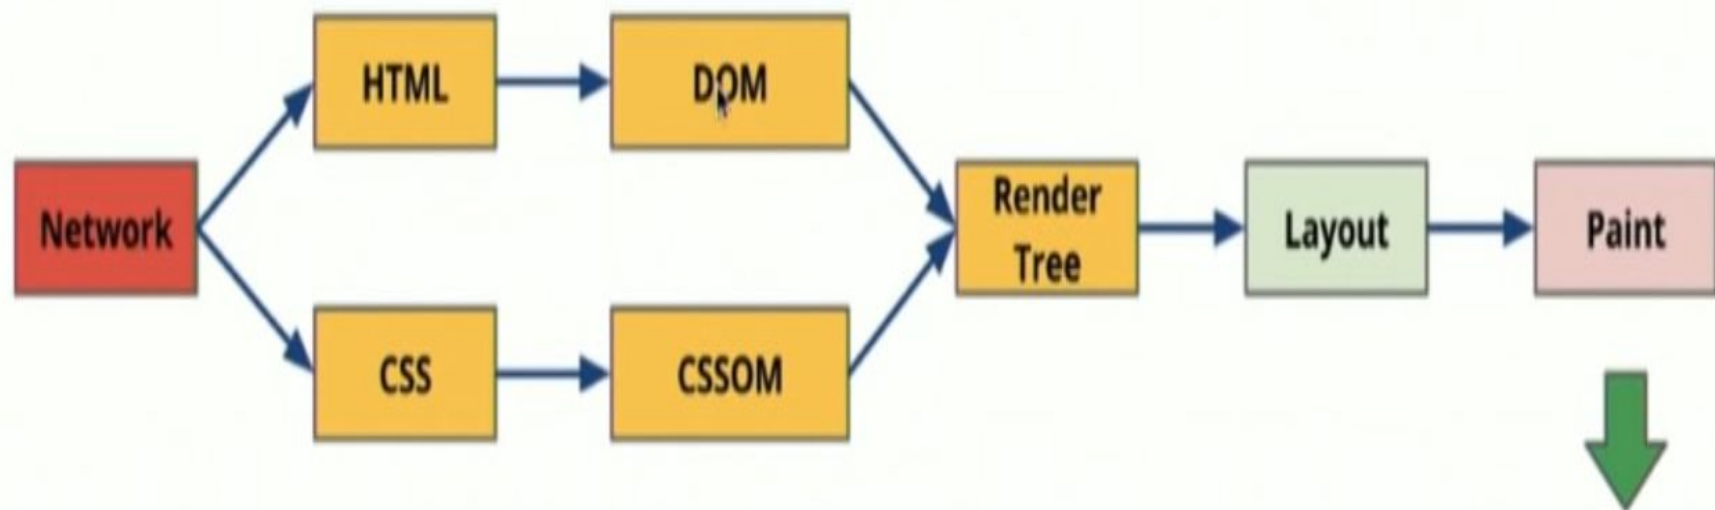 Network
HTML
DOM
CSS
CSSOM
Render
Tree
Layout
Paint